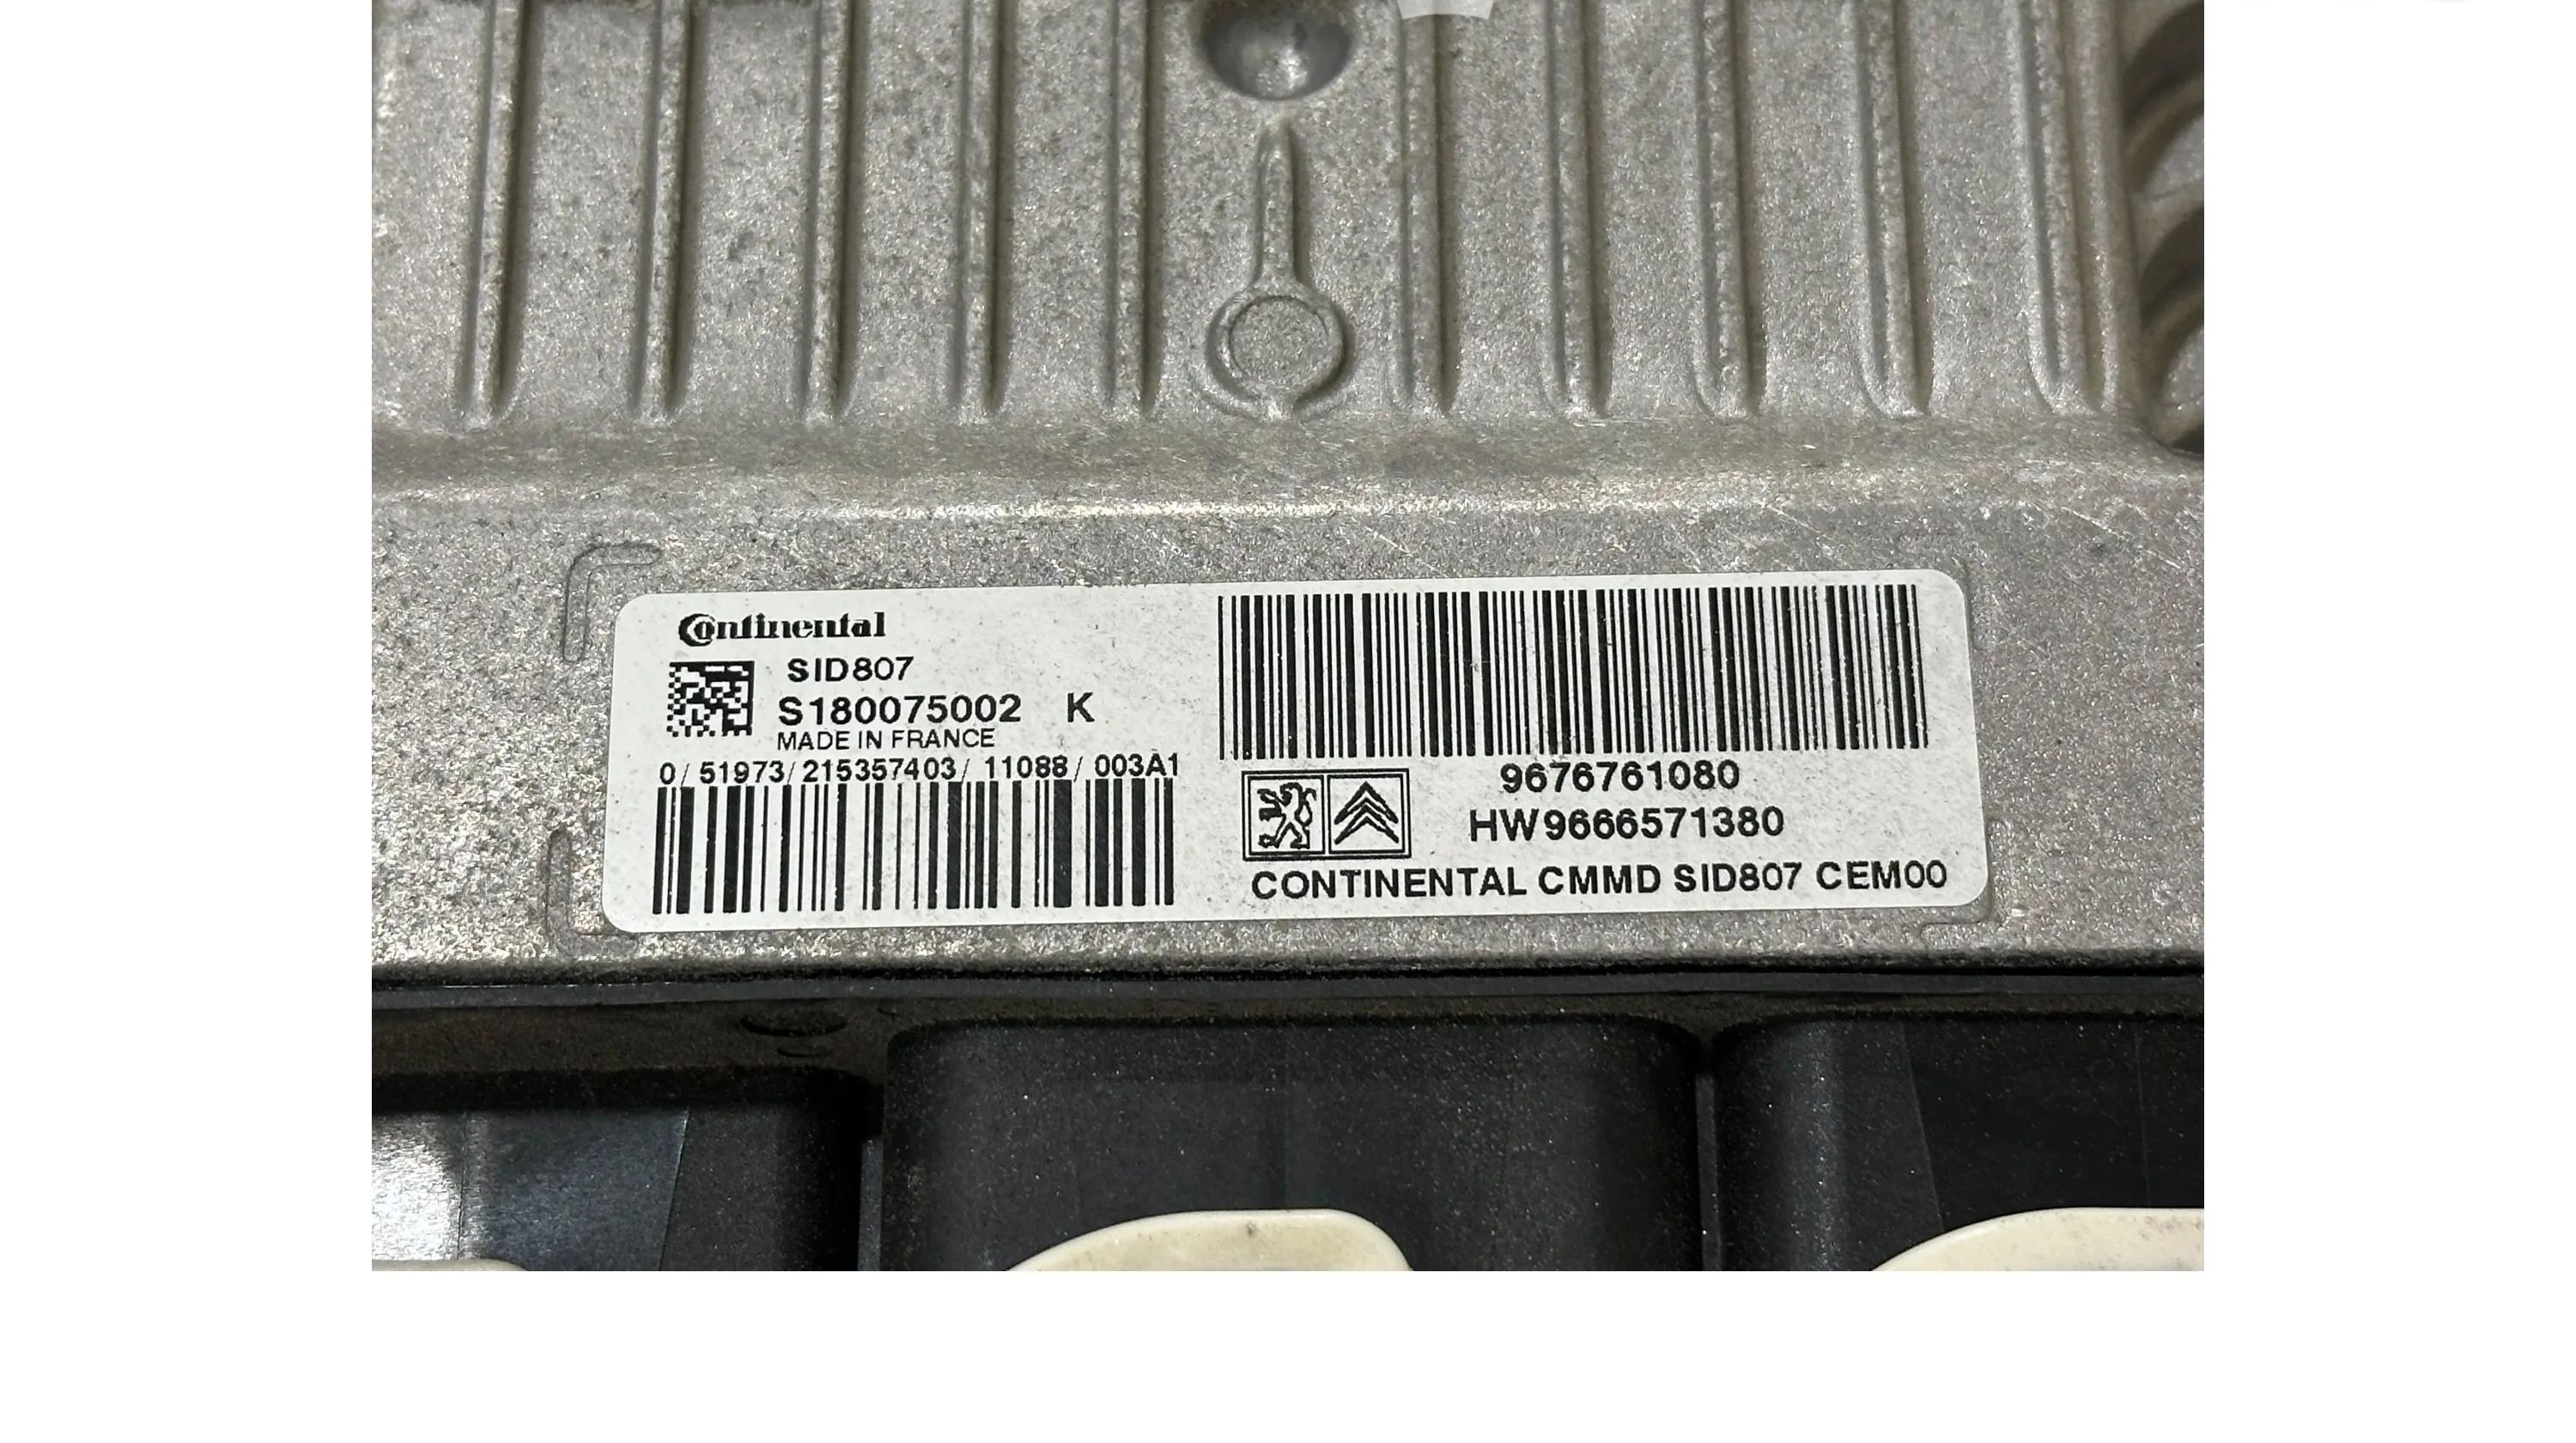 Continental
SID807
S180075002 K
MADE IN FRANCE
0/ 51973/ 215357403/ 11088/ 003A1
9676761080
HW9666571380
CONTINENTAL CMMD SID807 CEM00